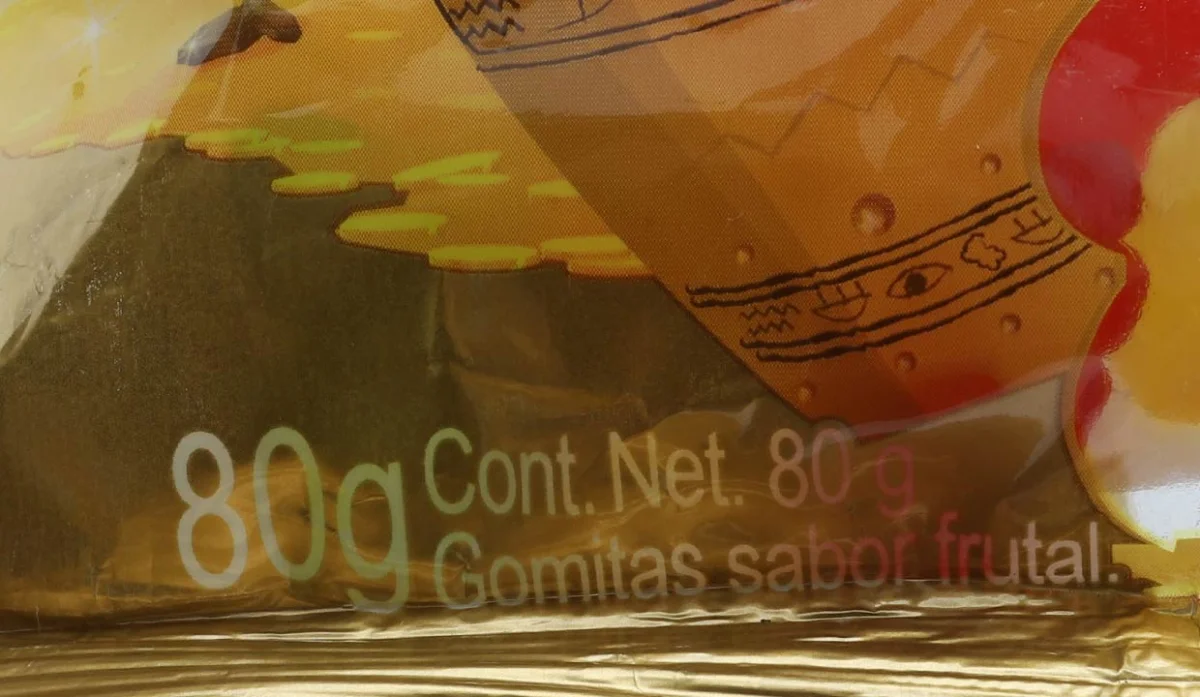 80g
Cont. Net. 80 g
Gomitas sabor frutal.